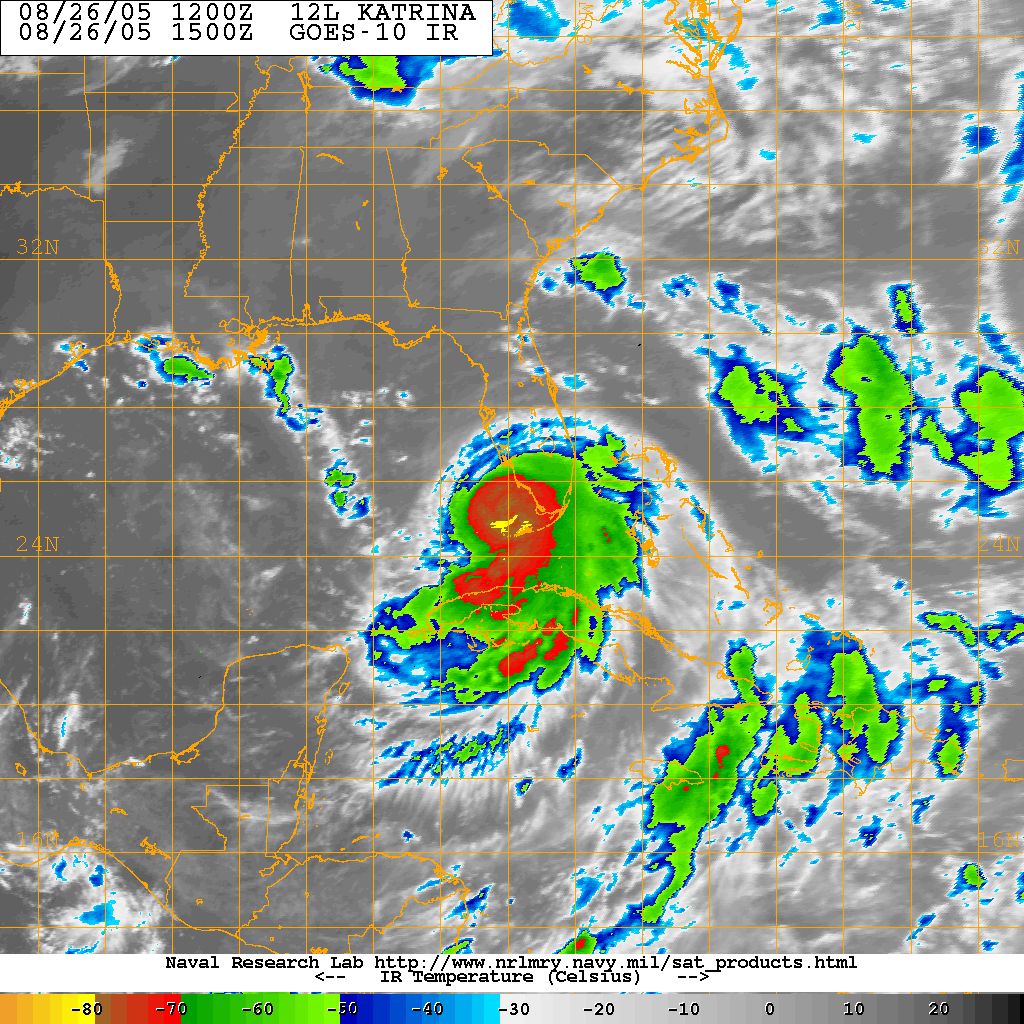 08/26/05 1200Z 12L KATRINA
08/26/05 1500Z GOES-10 IR
32N 32N
24N 24N
16N 16N
Naval Research Lab http://www.nrlmry.navy.mil/sat_products.html
<-- IR Temperature (Celsius) -->
-80 -70 -60 -50 -40 -30 -20 -10 0 10 20